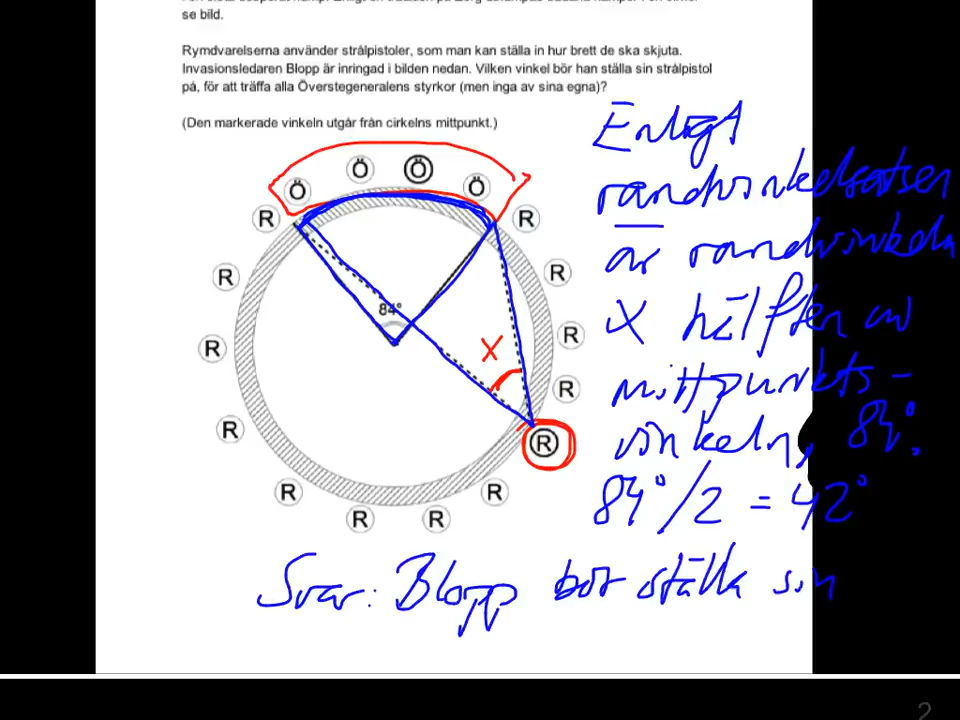 se bild.
Rymdvarelserna använder strålpistoler, som man kan ställa in hur brett de ska skjuta.
Invasionsledaren Blopp är inringad i bilden nedan. Vilken vinkel bör han ställa sin strålpistol
på, för att träffa alla Överstegeneralens styrkor (men inga av sina egna)?
(Den markerade vinkeln utgår från cirkelns mittpunkt.)
Enligt
randvinkelsatsen
är randvinkeln
X hälften av
mittpunkts-
vinkeln, 84°.
84°/2 = 42°
Ö Ö Ö Ö
R R
R R
R R
R
R R
R R
R R
84°
X
Svar: Blopp bör ställa sin
2